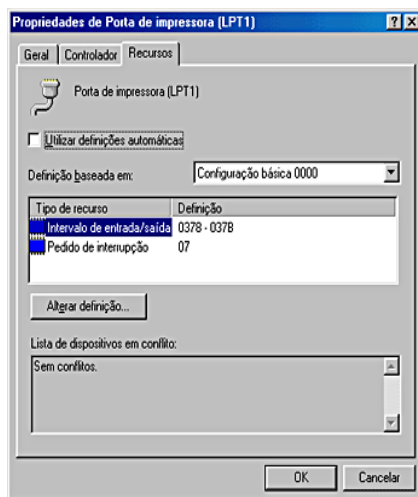 Propriedades de Porta de impressora (LPT1)
Geral Controlador Recursos
Porta de impressora (LPT1)
Utilizar definições automáticas
Definição baseada em: Configuração básica 0000
Tipo de recurso Definição
Intervalo de entrada/saída 0378 - 037B
Pedido de interrupção 07
Alterar definição...
Lista de dispositivos em conflito:
Sem conflitos.
OK Cancelar